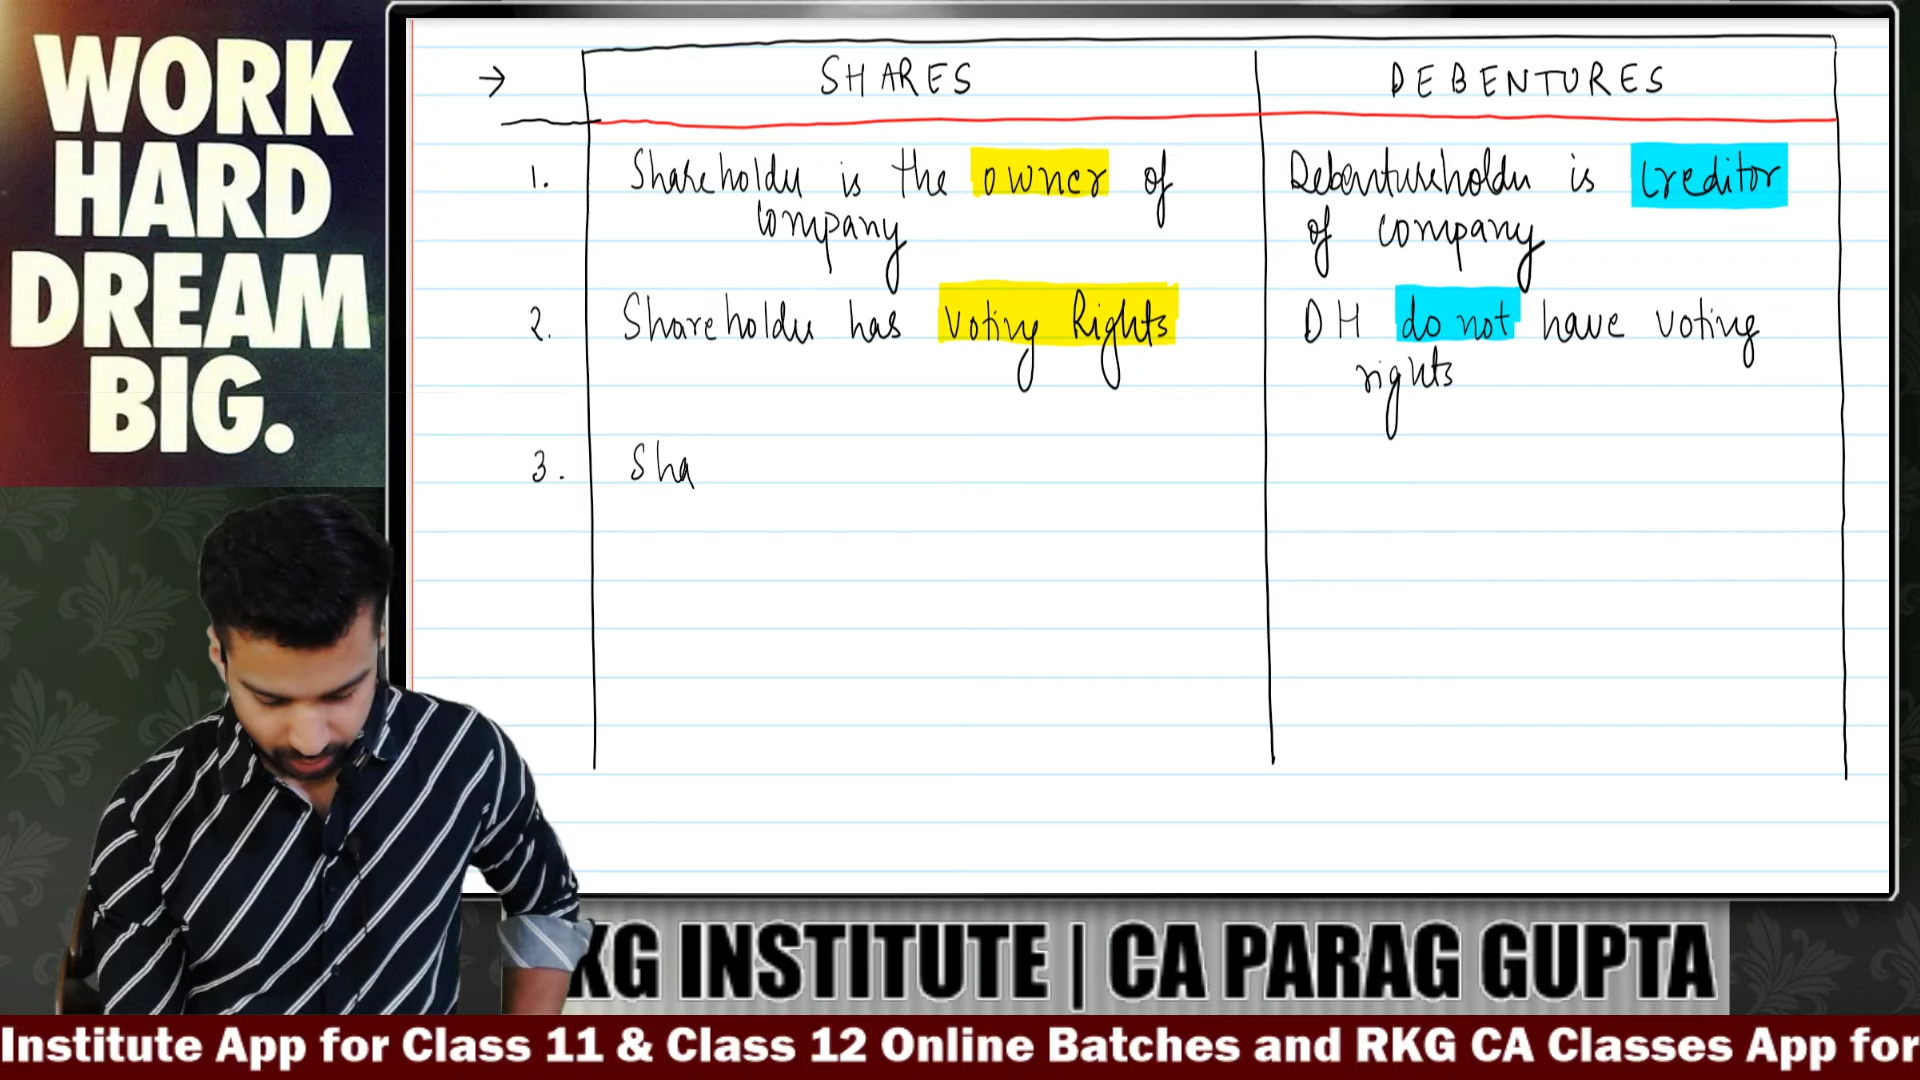 WORK
HARD
DREAM
BIG.
→ SHARES DEBENTURES
1. Shareholder is the owner of Debentureholder is creditor
company of company
2. Shareholder has Voting Rights DH do not have voting
rights
3. Sha
KG INSTITUTE | CA PARAG GUPTA
Institute App for Class 11 & Class 12 Online Batches and RKG CA Classes App for